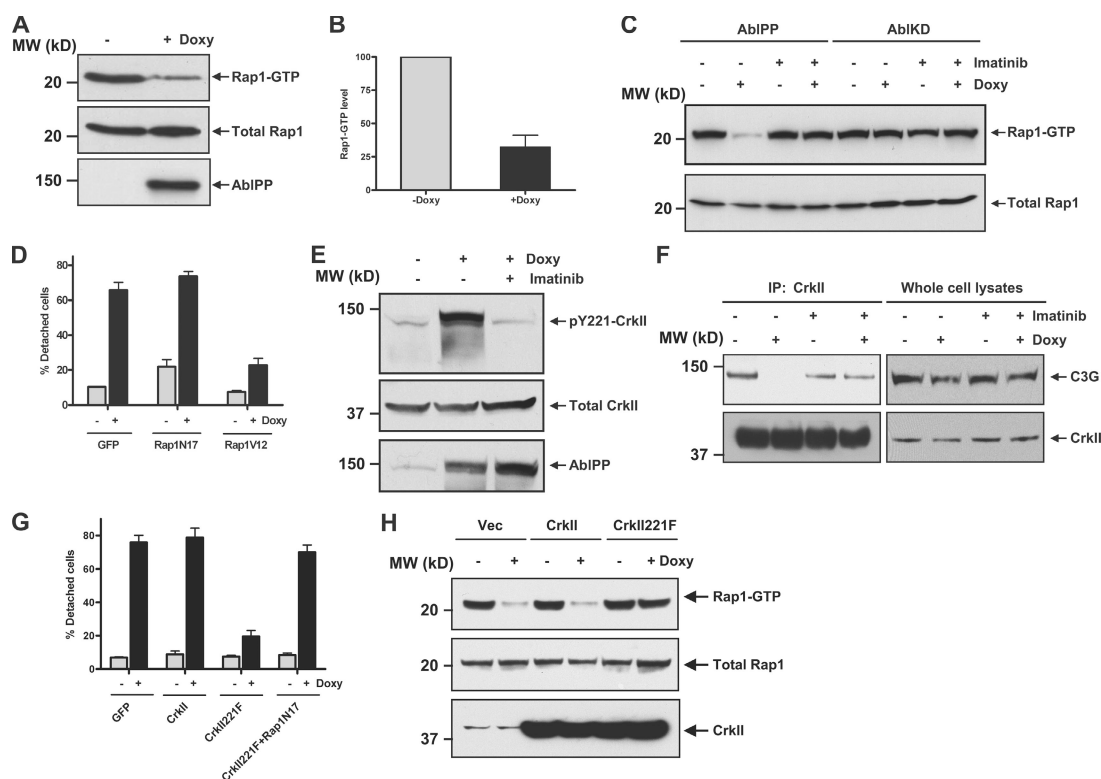 A
- + Doxy
MW (kD)
20
Rap1-GTP
20
Total Rap1
150
AblPP
B
Rap1-GTP level
100
75
50
25
0
-Doxy +Doxy
C
AblPP AblKD
- - + + - - + + Imatinib
- + - + - + - + Doxy
MW (kD)
20
Rap1-GTP
20
Total Rap1
D
% Detached cells
80
60
40
20
0
- + - + - + Doxy
GFP Rap1N17 Rap1V12
E
- + + Doxy
- - + Imatinib
MW (kD)
150
pY221-CrkII
37
Total CrkII
150
AblPP
F
IP: CrkII Whole cell lysates
- - + + - - + + Imatinib
- + - + - + - + Doxy
MW (kD)
150
C3G
37
CrkII
G
% Detached cells
80
60
40
20
0
- + - + - + - + Doxy
GFP
CrkII
CrkII221F
CrkII221F+Rap1N17
H
Vec CrkII CrkII221F
- + - + - + Doxy
MW (kD)
20
Rap1-GTP
20
Total Rap1
37
CrkII